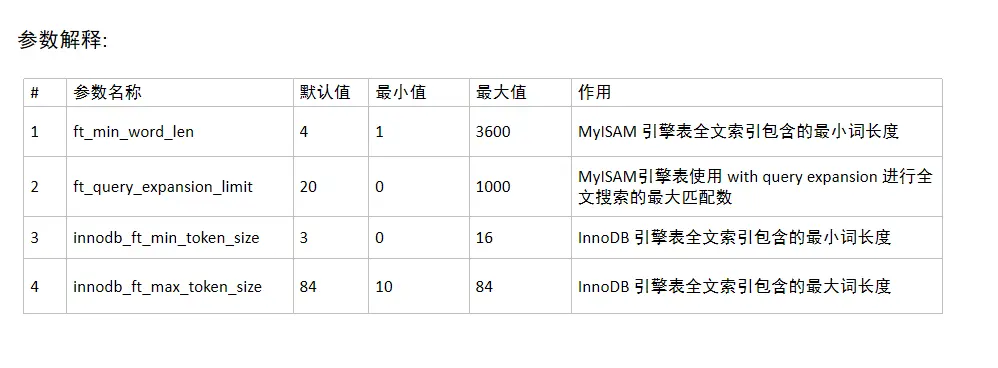 参数解释:
# 参数名称 默认值 最小值 最大值 作用
1 ft_min_word_len 4 1 3600 MyISAM 引擎表全文索引包含的最小词长度
2 ft_query_expansion_limit 20 0 1000 MyISAM引擎表使用 with query expansion 进行全
文搜索的最大匹配数
3 innodb_ft_min_token_size 3 0 16 InnoDB 引擎表全文索引包含的最小词长度
4 innodb_ft_max_token_size 84 10 84 InnoDB 引擎表全文索引包含的最大词长度